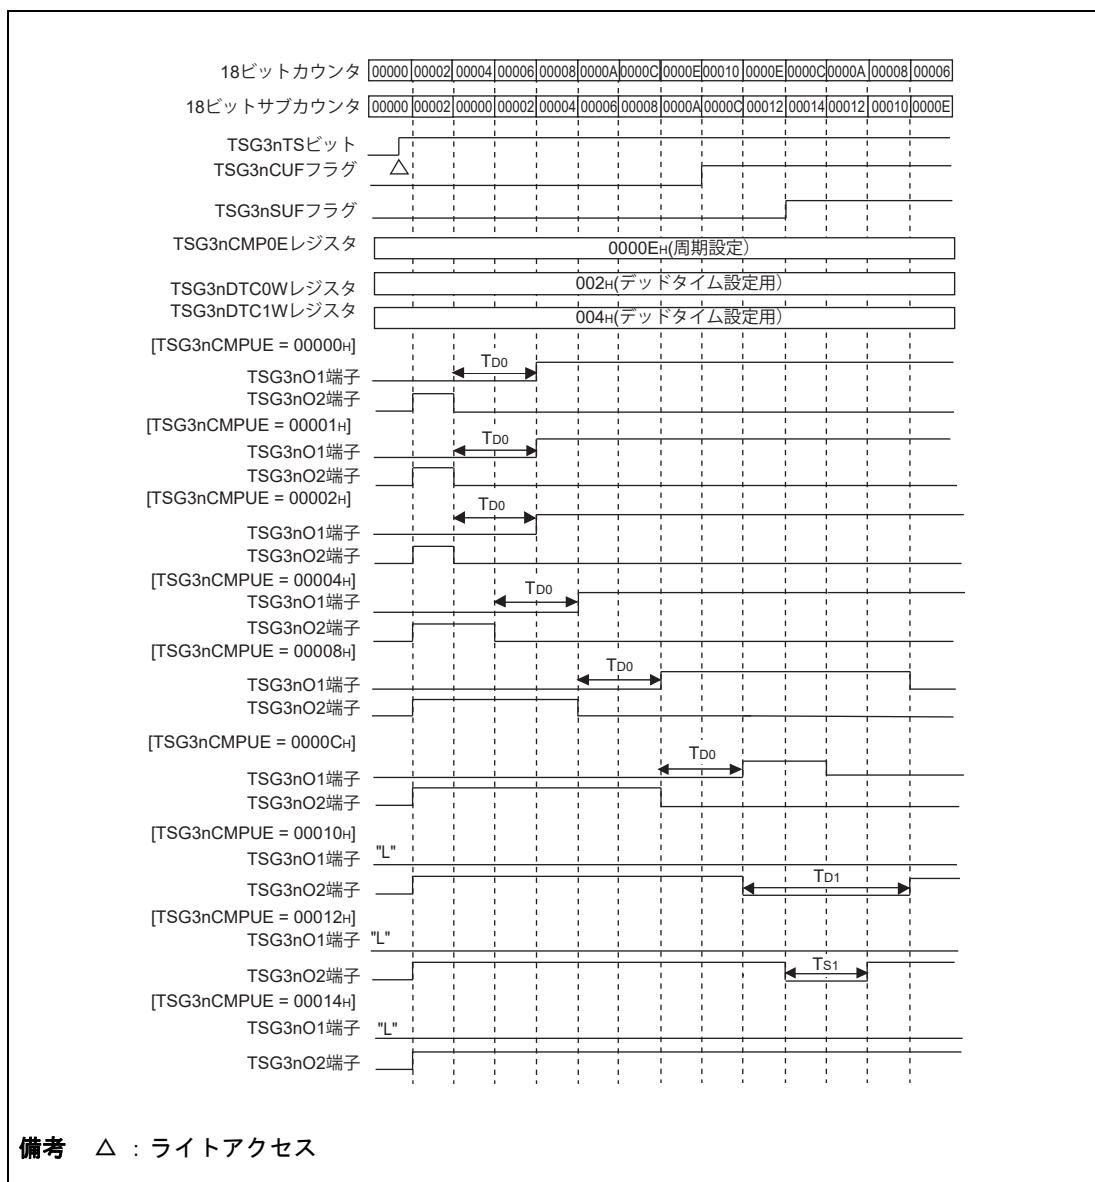 18ビットカウンタ 00000 00002 00004 00006 00008 0000A 0000C 0000E 00010 0000E 0000C 0000A 00008 00006
18ビットサブカウンタ 00000 00002 00000 00002 00004 00006 00008 0000A 0000C 00012 00014 00012 00010 0000E
TSG3nTSビット
TSG3nCUFフラグ
TSG3nSUFフラグ
TSG3nCMP0Eレジスタ 0000EH(周期設定)
TSG3nDTC0Wレジスタ 002H(デッドタイム設定用)
TSG3nDTC1Wレジスタ 004H(デッドタイム設定用)
[TSG3nCMPUE = 00000H]
TSG3nO1端子 TD0
TSG3nO2端子
[TSG3nCMPUE = 00001H]
TSG3nO1端子 TD0
TSG3nO2端子
[TSG3nCMPUE = 00002H]
TSG3nO1端子 TD0
TSG3nO2端子
[TSG3nCMPUE = 00004H]
TSG3nO1端子 TD0
TSG3nO2端子
[TSG3nCMPUE = 00008H]
TSG3nO1端子 TD0
TSG3nO2端子
[TSG3nCMPUE = 0000CH]
TSG3nO1端子 TD0
TSG3nO2端子
[TSG3nCMPUE = 00010H]
TSG3nO1端子 "L"
TSG3nO2端子 TD1
[TSG3nCMPUE = 00012H]
TSG3nO1端子 "L"
TSG3nO2端子 TS1
[TSG3nCMPUE = 00014H]
TSG3nO1端子 "L"
TSG3nO2端子
備考 △ : ライトアクセス